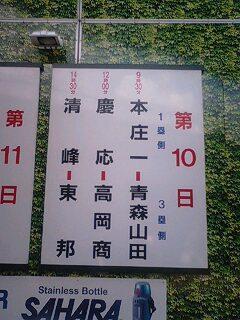 第10日
1塁側 3塁側
9時30分 本庄一－青森山田
12時00分 慶応－高岡商
14時30分 清峰－東邦
第11日
Stainless Bottle
SAHARA